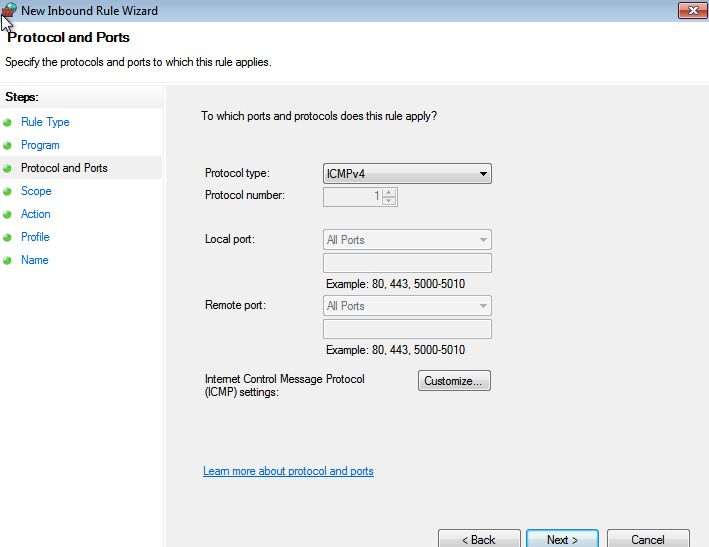 New Inbound Rule Wizard
Protocol and Ports
Specify the protocols and ports to which this rule applies.
Steps:
Rule Type
Program
Protocol and Ports
Scope
Action
Profile
Name
To which ports and protocols does this rule apply?
Protocol type: ICMPv4
Protocol number: 1
Local port: All Ports
Example: 80, 443, 5000-5010
Remote port: All Ports
Example: 80, 443, 5000-5010
Internet Control Message Protocol
(ICMP) settings:
Customize...
Learn more about protocol and ports
< Back Next > Cancel